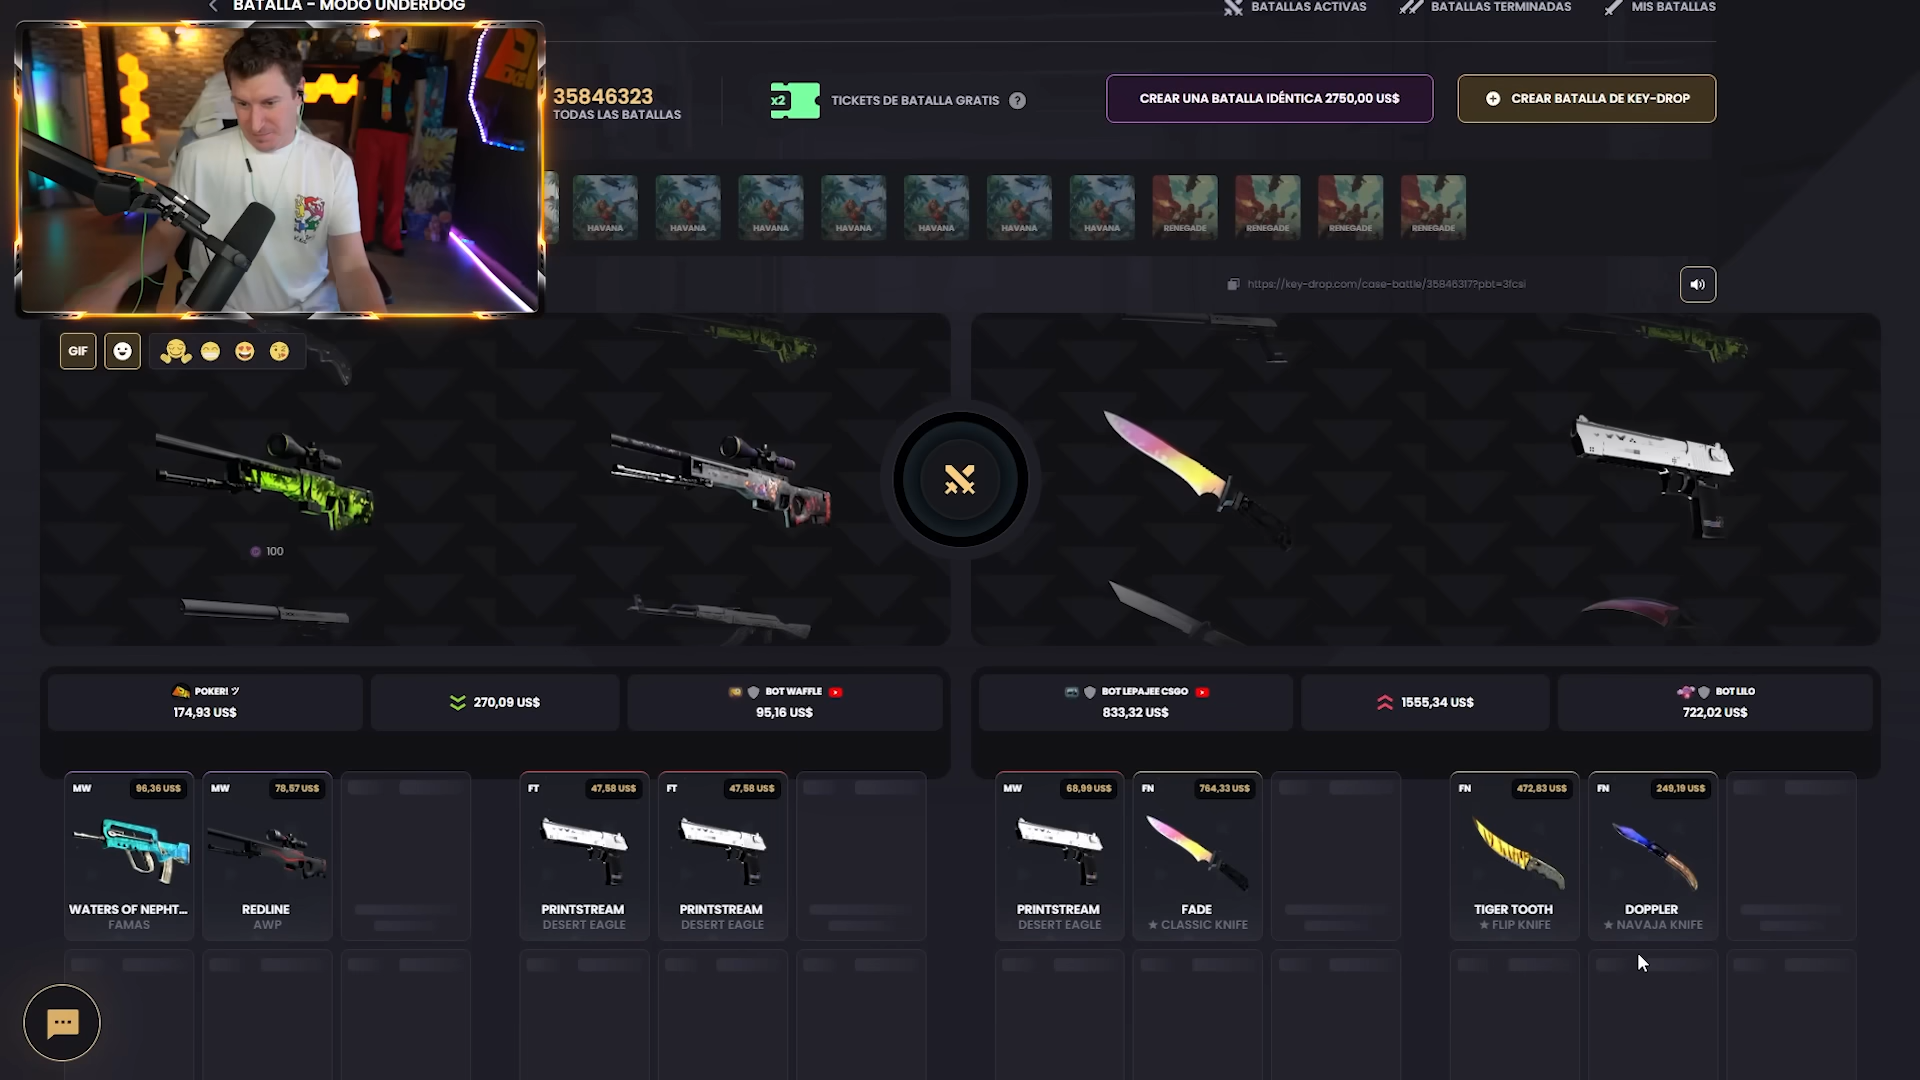 BATALLA - MODO UNDERDOG
BATALLAS ACTIVAS
BATALLAS TERMINADAS
MIS BATALLAS
35846323
TODAS LAS BATALLAS
x2
TICKETS DE BATALLA GRATIS
?
CREAR UNA BATALLA IDÉNTICA 2750,00 US$
CREAR BATALLA DE KEY-DROP
HAVANA
HAVANA
HAVANA
HAVANA
HAVANA
HAVANA
HAVANA
RENEGADE
RENEGADE
RENEGADE
RENEGADE
https://key-drop.com/case-battle/35846317?pbt=3fcsi
GIF
100
POKER! ツ
174,93 US$
270,09 US$
BOT WAFFLE
95,16 US$
BOT LEPAJEE CSGO
833,32 US$
1555,34 US$
BOT LILO
722,02 US$
MW 96,36 US$
WATERS OF NEPHT...
FAMAS
MW 78,57 US$
REDLINE
AWP
FT 47,58 US$
PRINTSTREAM
DESERT EAGLE
FT 47,58 US$
PRINTSTREAM
DESERT EAGLE
MW 68,99 US$
PRINTSTREAM
DESERT EAGLE
FN 764,33 US$
FADE
★ CLASSIC KNIFE
FN 472,83 US$
TIGER TOOTH
★ FLIP KNIFE
FN 249,19 US$
DOPPLER
★ NAVAJA KNIFE